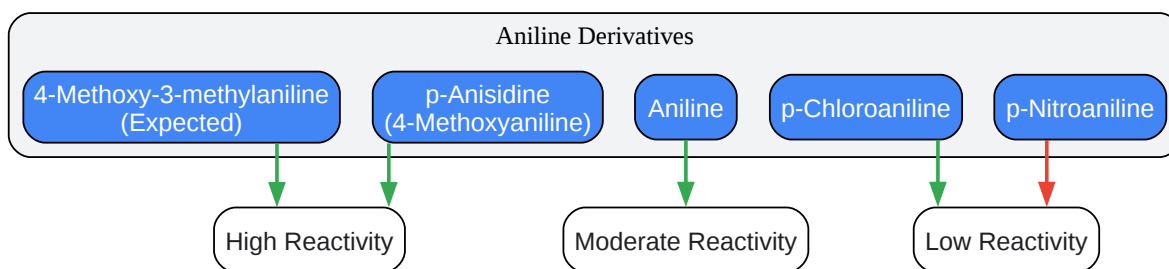 Aniline Derivatives
4-Methoxy-3-methylaniline
(Expected)
p-Anisidine
(4-Methoxyaniline)
Aniline
p-Chloroaniline
p-Nitroaniline
High Reactivity
Moderate Reactivity
Low Reactivity